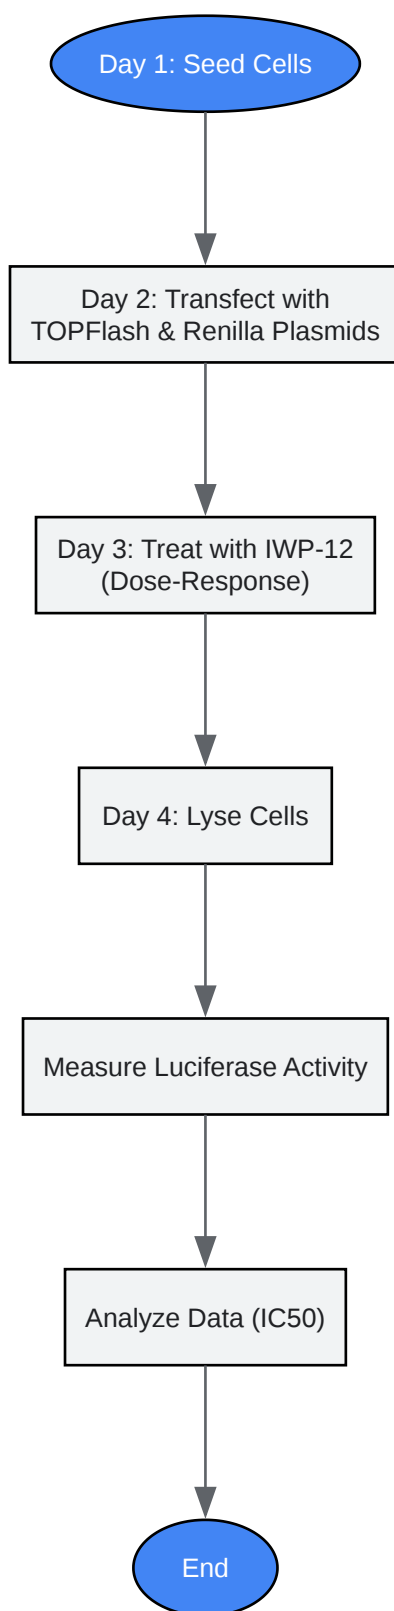 Day 1: Seed Cells
Day 2: Transfect with
TOPFlash & Renilla Plasmids
Day 3: Treat with IWP-12
(Dose-Response)
Day 4: Lyse Cells
Measure Luciferase Activity
Analyze Data (IC50)
End